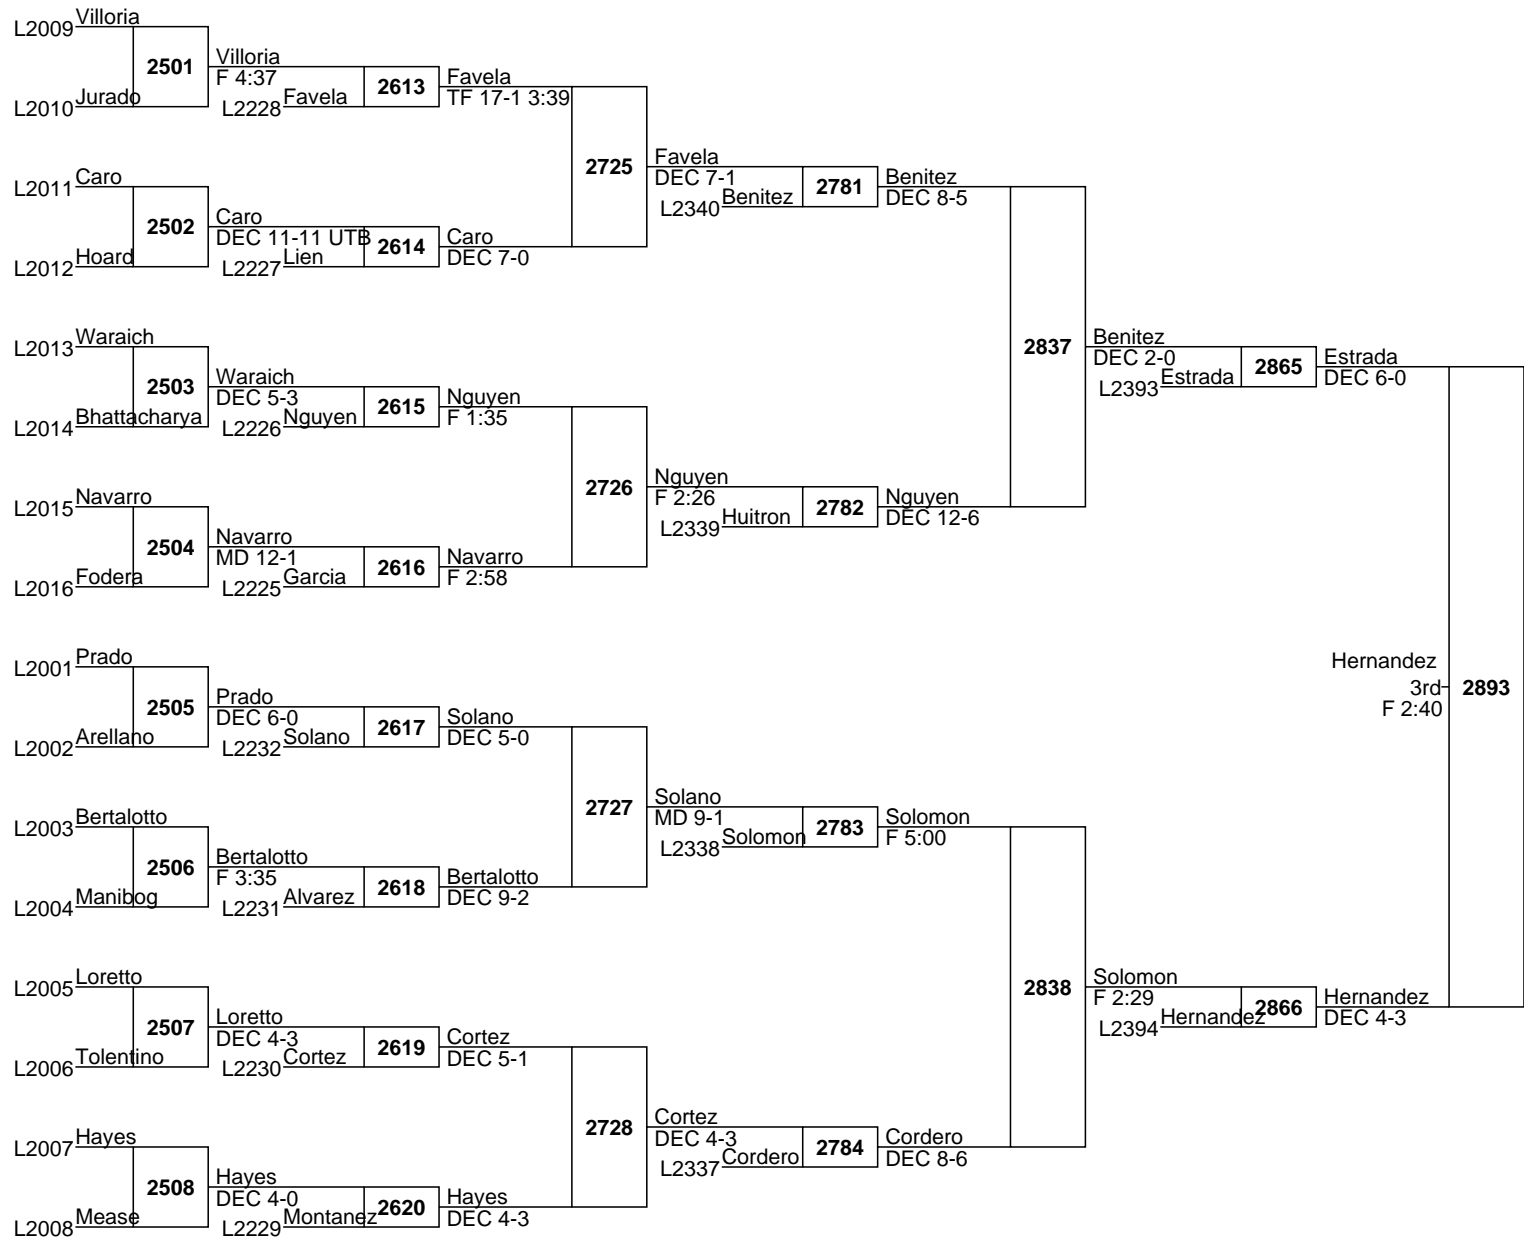 Villoria
L2009
2501
Villoria
F 4:37
Jurado
L2010
L2228
Favela
2613
Favela
TF 17-1 3:39
2725
Favela
DEC 7-1
L2340
Benitez
2781
Benitez
DEC 8-5
Caro
L2011
2502
Caro
DEC 11-11 UTB
Hoard
L2012
L2227
Lien
2614
Caro
DEC 7-0
2837
Benitez
DEC 2-0
L2393
Estrada
2865
Estrada
DEC 6-0
Waraich
L2013
2503
Waraich
DEC 5-3
Bhattacharya
L2014
L2226
Nguyen
2615
Nguyen
F 1:35
2726
Nguyen
F 2:26
L2339
Huitron
2782
Nguyen
DEC 12-6
Navarro
L2015
2504
Navarro
MD 12-1
Fodera
L2016
L2225
Garcia
2616
Navarro
F 2:58
Hernandez
3rd
F 2:40
2893
Prado
L2001
2505
Prado
DEC 6-0
Arellano
L2002
L2232
Solano
2617
Solano
DEC 5-0
2727
Solano
MD 9-1
L2338
Solomon
2783
Solomon
F 5:00
Bertalotto
L2003
2506
Bertalotto
F 3:35
Manibog
L2004
L2231
Alvarez
2618
Bertalotto
DEC 9-2
2838
Solomon
F 2:29
L2394
Hernandez
2866
Hernandez
DEC 4-3
Loretto
L2005
2507
Loretto
DEC 4-3
Tolentino
L2006
L2230
Cortez
2619
Cortez
DEC 5-1
2728
Cortez
DEC 4-3
L2337
Cordero
2784
Cordero
DEC 8-6
Hayes
L2007
2508
Hayes
DEC 4-0
Mease
L2008
L2229
Montanez
2620
Hayes
DEC 4-3